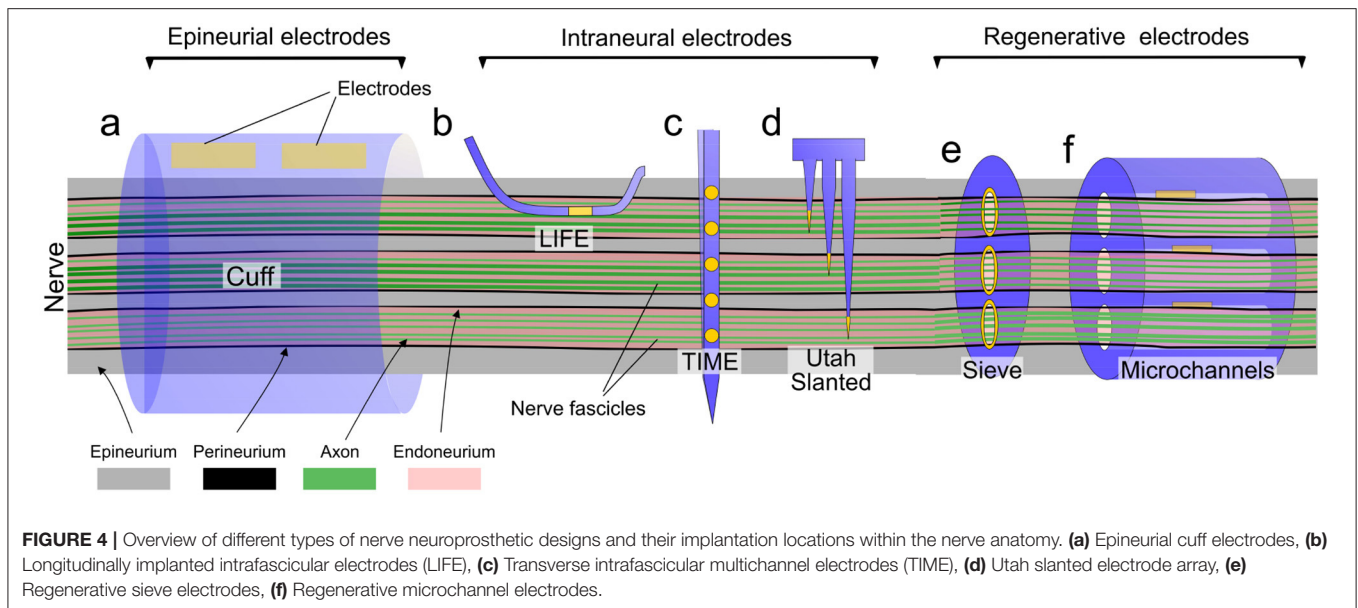 Epineurial electrodes
Intraneural electrodes
Regenerative electrodes
Electrodes
a
b
c
d
e
f
Nerve
Cuff
LIFE
TIME
Utah
Slanted
Sieve
Microchannels
Nerve fascicles
Epineurium
Perineurium
Axon
Endoneurium
FIGURE 4 | Overview of different types of nerve neuroprosthetic designs and their implantation locations within the nerve anatomy. (a) Epineurial cuff electrodes, (b)
Longitudinally implanted intrafascicular electrodes (LIFE), (c) Transverse intrafascicular multichannel electrodes (TIME), (d) Utah slanted electrode array, (e)
Regenerative sieve electrodes, (f) Regenerative microchannel electrodes.